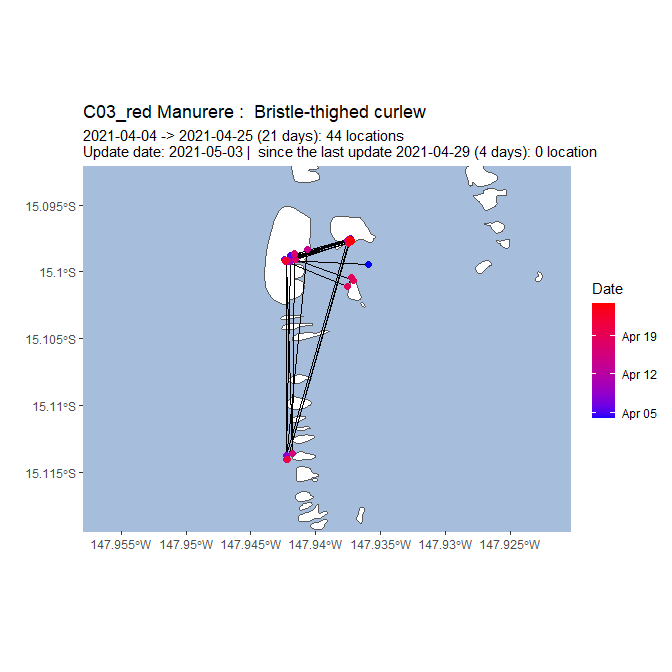 C03_red Manurere :  Bristle-thighed curlew
2021-04-04 -> 2021-04-25 (21 days): 44 locations
Update date: 2021-05-03 |  since the last update 2021-04-29 (4 days): 0 location
15.095°S
15.1°S
15.105°S
15.11°S
15.115°S
147.955°W 147.95°W 147.945°W 147.94°W 147.935°W 147.93°W 147.925°W
Date
Apr 19
Apr 12
Apr 05